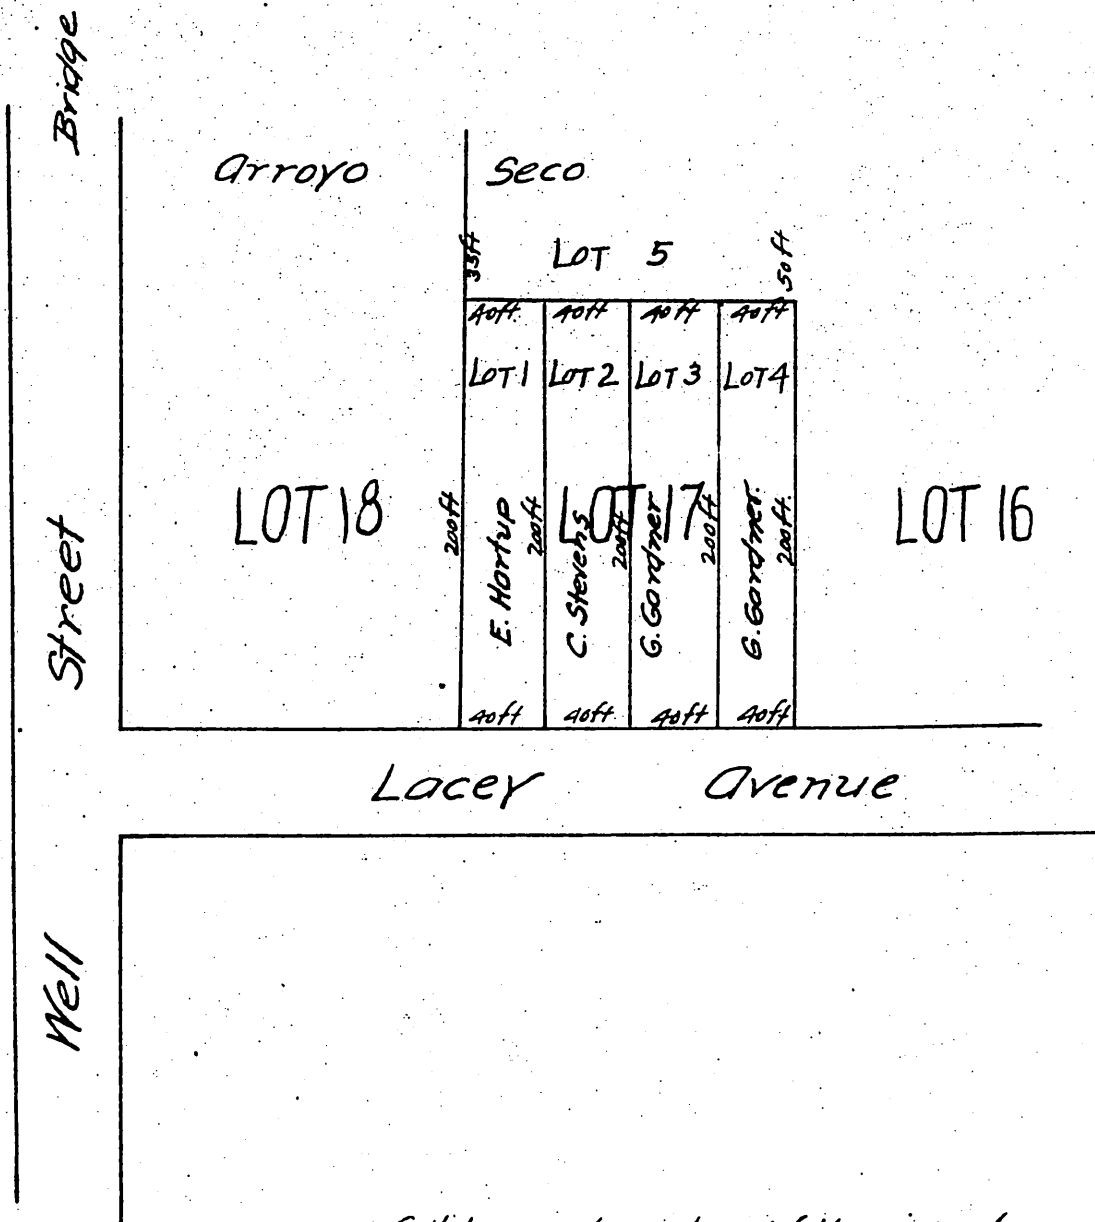 Bridge
Arroyo Seco
33ft LOT 5 50ft
40ft 40ft 40ft 40ft
LOT 1 LOT 2 LOT 3 LOT 4
LOT 18 LOT 17 LOT 16
200ft 200ft 200ft 200ft 200ft.
E. Hartup
C. Stevens
G. Gardner
G. Gardner.
Street
40ft 40ft 40ft 40ft
Lacey Avenue
Well